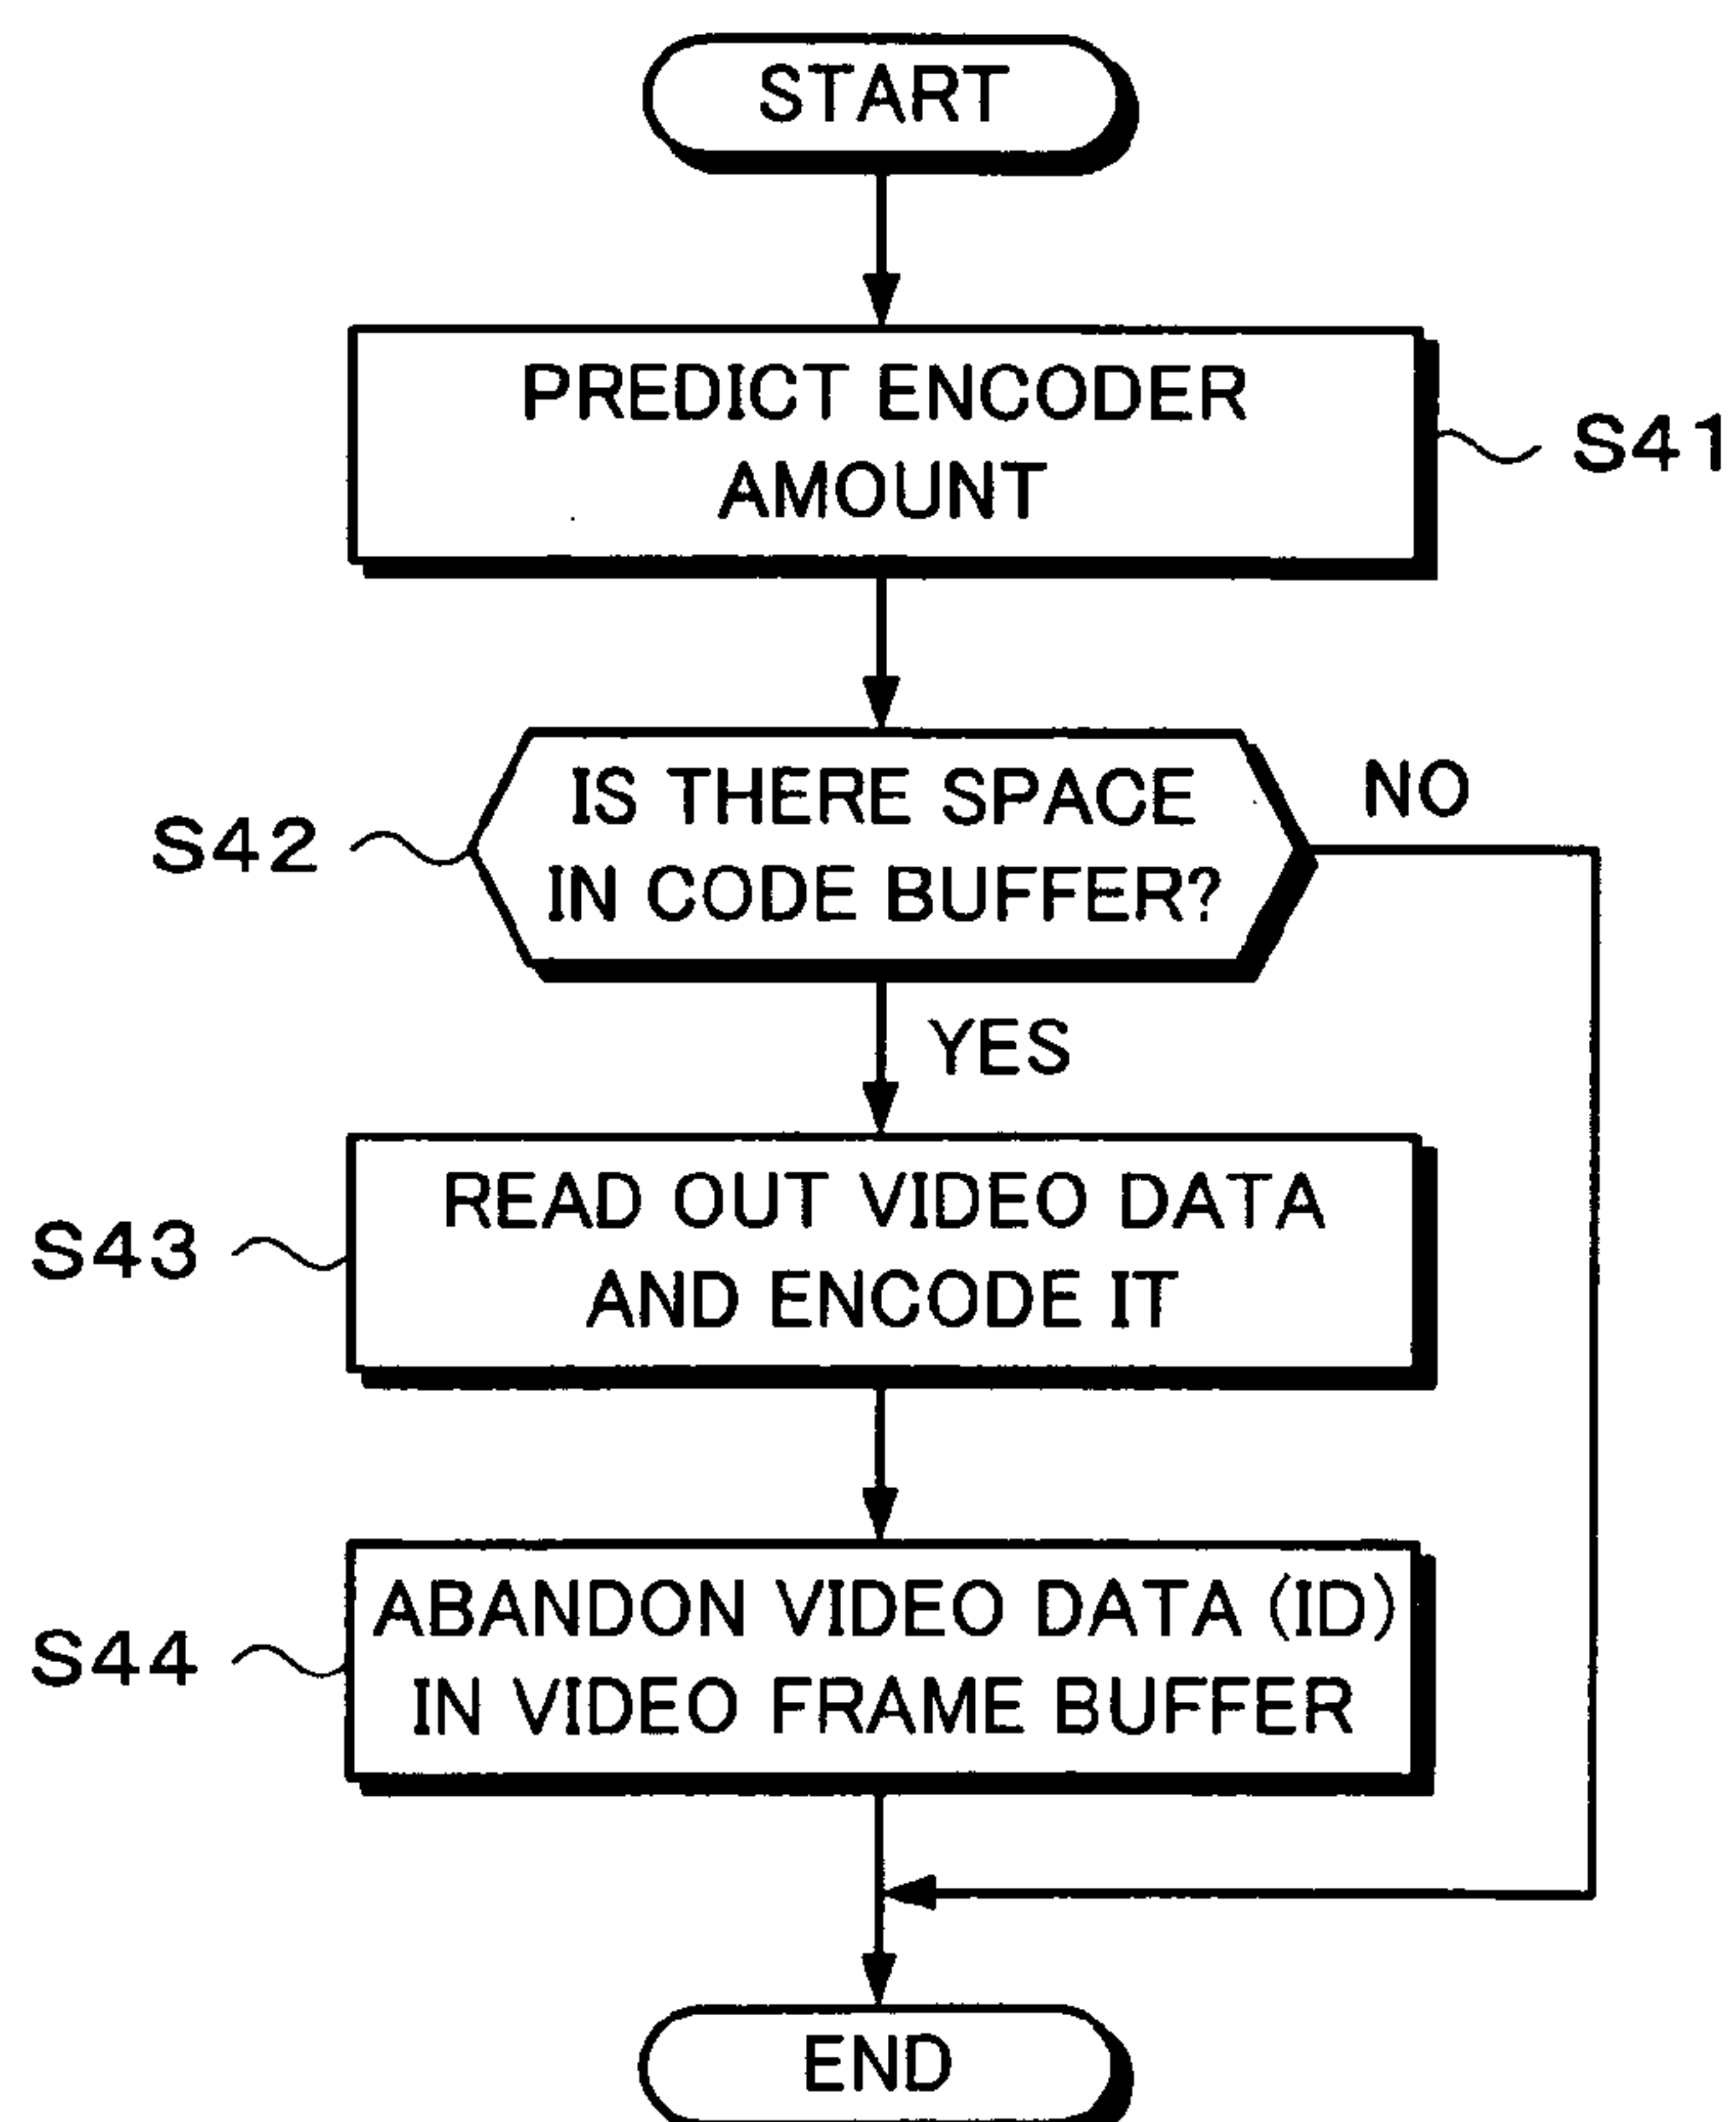 START
PREDICT ENCODER
AMOUNT
S41
IS THERE SPACE
IN CODE BUFFER?
NO
S42
YES
READ OUT VIDEO DATA
AND ENCODE IT
S43
ABANDON VIDEO DATA (ID)
IN VIDEO FRAME BUFFER
S44
END